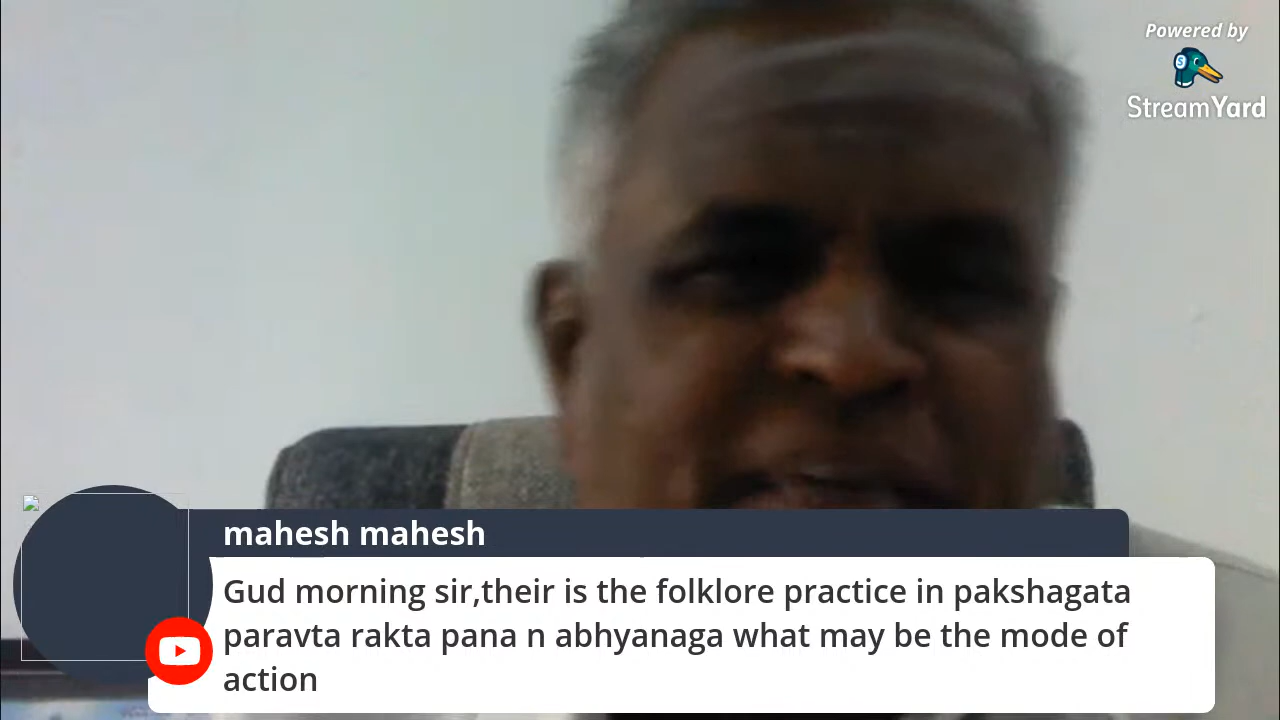 Powered by
StreamYard
mahesh mahesh
Gud morning sir,their is the folklore practice in pakshagata
paravta rakta pana n abhyanaga what may be the mode of
action